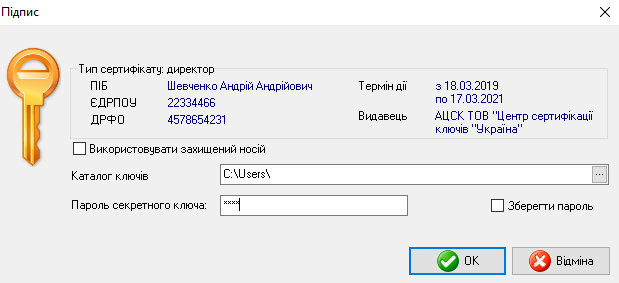 Підпис
Тип сертифікату: директор
ПІБ Шевченко Андрій Андрійович Термін дії з 18.03.2019
ЄДРПОУ 22334466 по 17.03.2021
ДРФО 4578654231 Видавець АЦСК ТОВ "Центр сертифікації
ключів "Україна"
Використовувати захищений носій
Каталог ключів C:\Users\ ...
Пароль секретного ключа: **** Зберегти пароль
OK Відміна